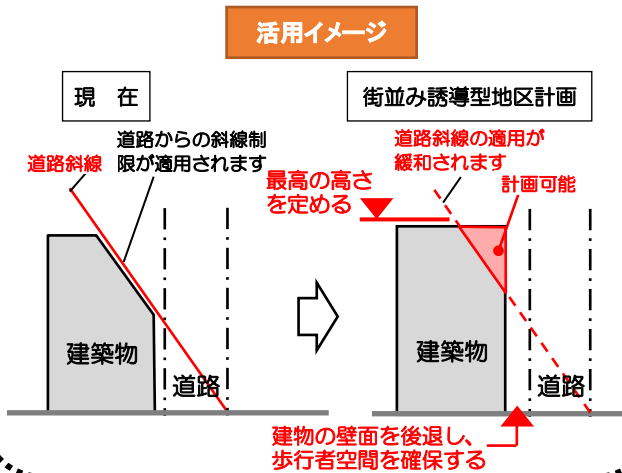 活用イメージ
現　在
道路からの斜線制
限が適用されます
道路斜線
建築物
道路
街並み誘導型地区計画
道路斜線の適用が
緩和されます
最高の高さ
を定める
計画可能
建築物
道路
建物の壁面を後退し、
歩行者空間を確保する